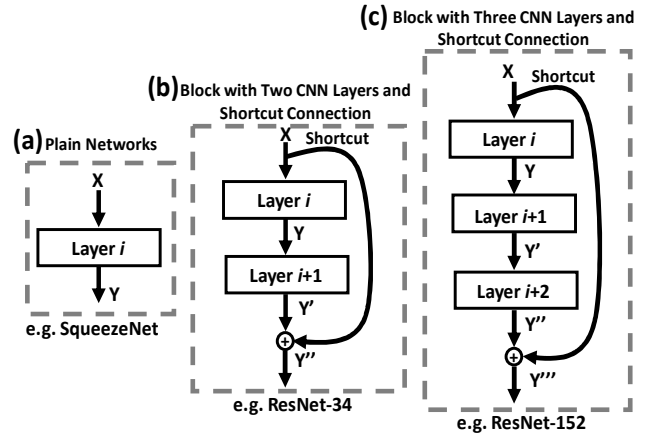 (a) Plain Networks
X
Layer i
Y
e.g. SqueezeNet
(b) Block with Two CNN Layers and
Shortcut Connection
X
Shortcut
Layer i
Y
Layer i+1
Y'
+
Y''
e.g. ResNet-34
(c) Block with Three CNN Layers and
Shortcut Connection
X
Shortcut
Layer i
Y
Layer i+1
Y'
Layer i+2
Y''
+
Y'''
e.g. ResNet-152